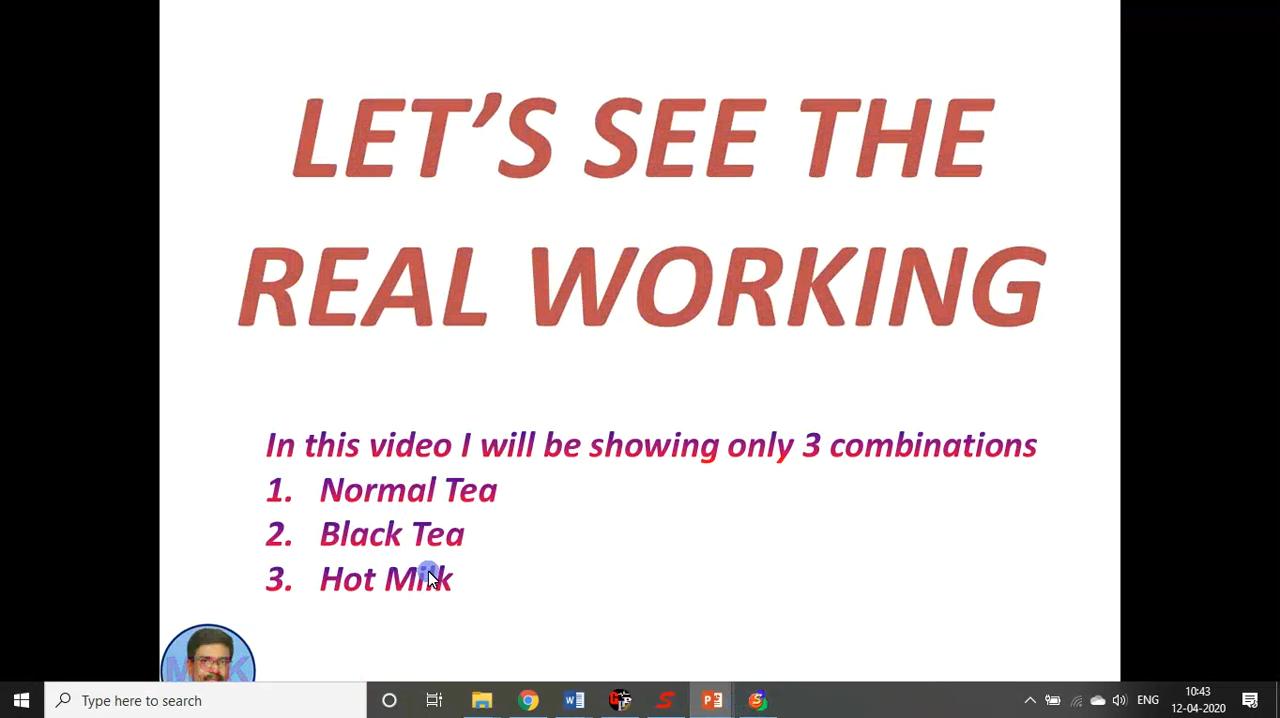 LET’S SEE THE
REAL WORKING
In this video I will be showing only 3 combinations
1. Normal Tea
2. Black Tea
3. Hot Milk
Type here to search
ENG
10:43
12-04-2020